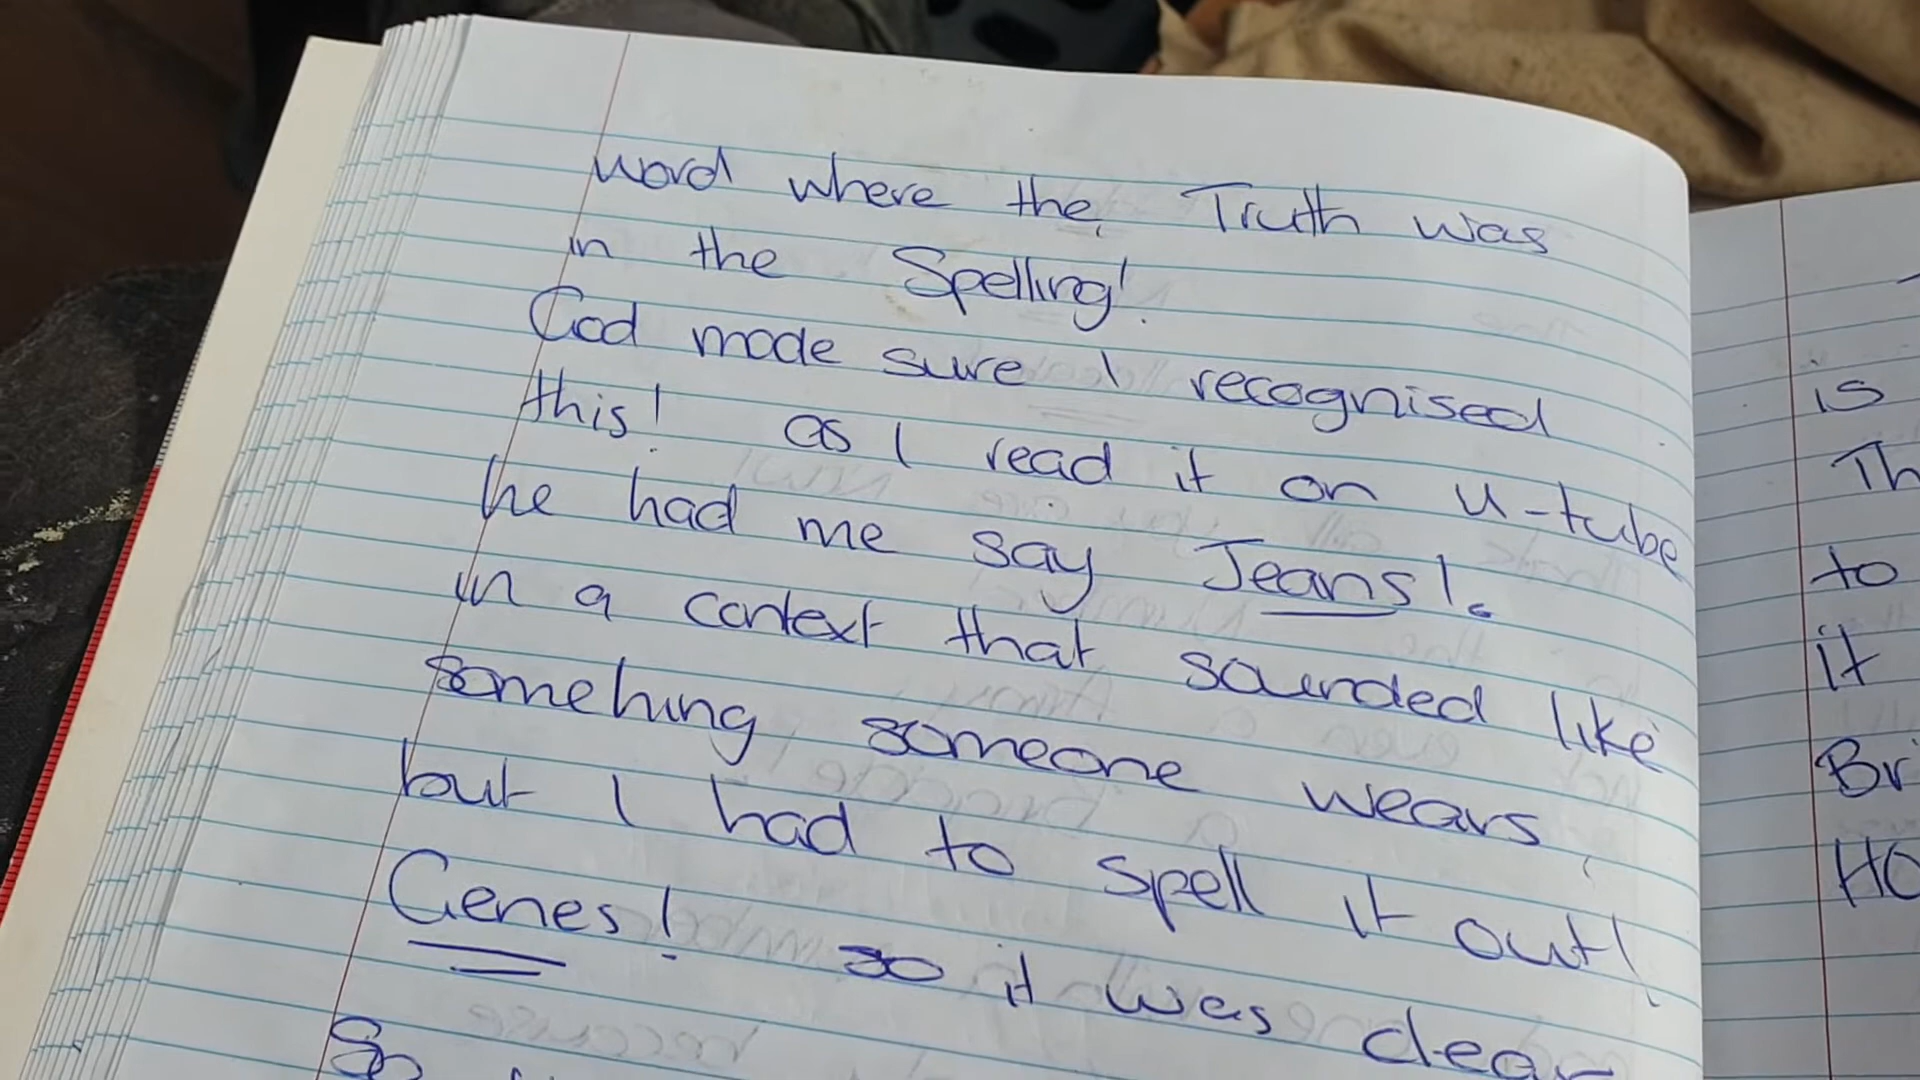 word where the Truth was
in the Spelling!
God made sure I recognised
this! as I read it on U-tube
he had me say Jeans!
in a context that sounded like
somehing someone wears
but I had to spell it out!
Genes! so it was clear
So
is
Th
to
it
Br
HO